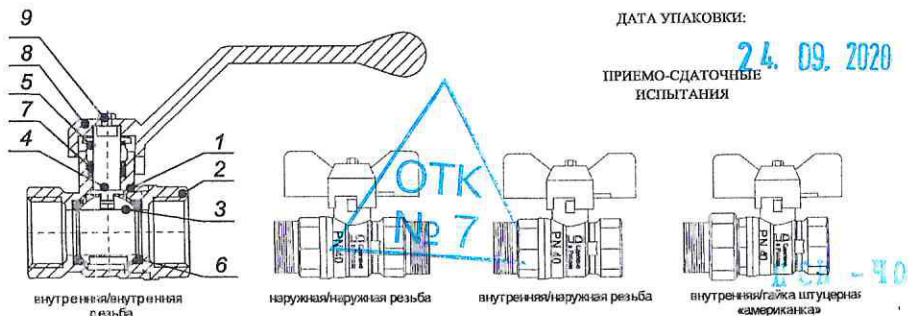 9
8
5
7
4
1
2
3
6
ДАТА УПАКОВКИ:
24. 09. 2020
ПРИЕМО-СДАТОЧНЫЕ
ИСПЫТАНИЯ
ОТК
№ 7
PN 40
PN 40
PN 40
внутренняя/внутренняя
резьба
наружная/наружная резьба
внутренняя/наружная резьба
внутренняя/гайка штуцерная
«американка»